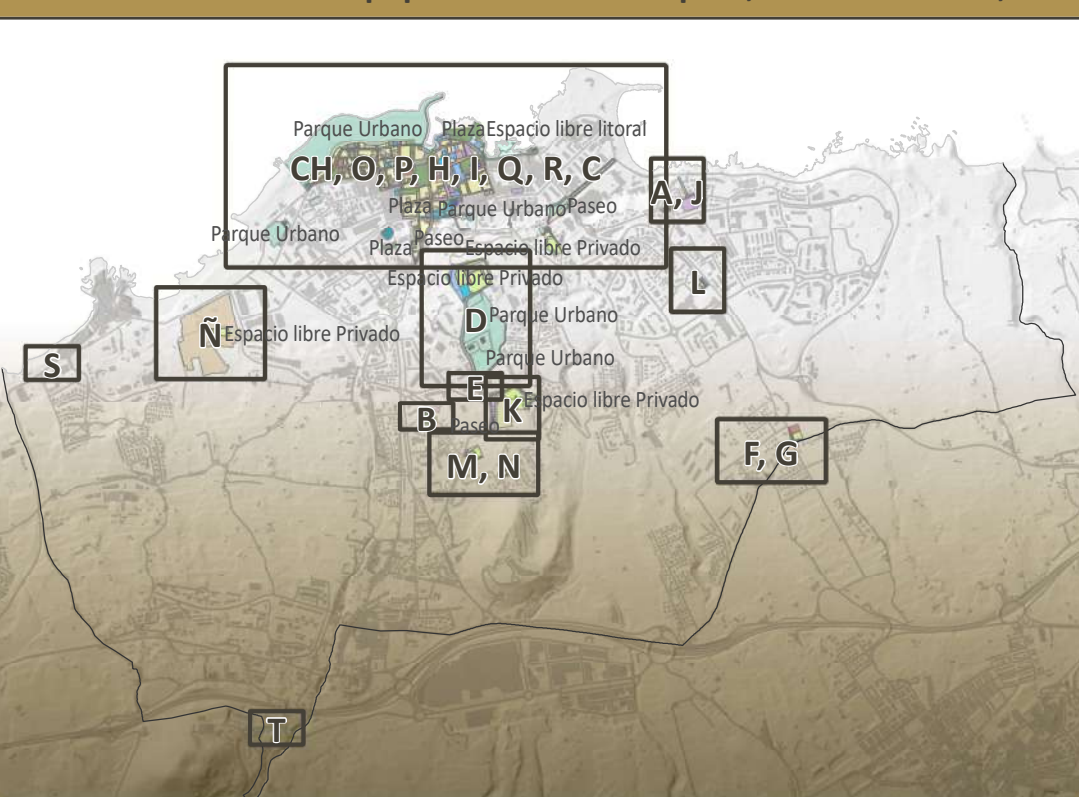 Parque Urbano Plaza Espacio libre litoral
CH, O, P, H, I, Q, R, C
A, J
Plaza Parque Urbano Paseo
Parque Urbano Plaza Paseo Espacio libre Privado
Espacio libre Privado
L
D Parque Urbano
Ñ Espacio libre Privado
Parque Urbano
S
E
K Espacio libre Privado
B Paseo
F, G
M, N
T